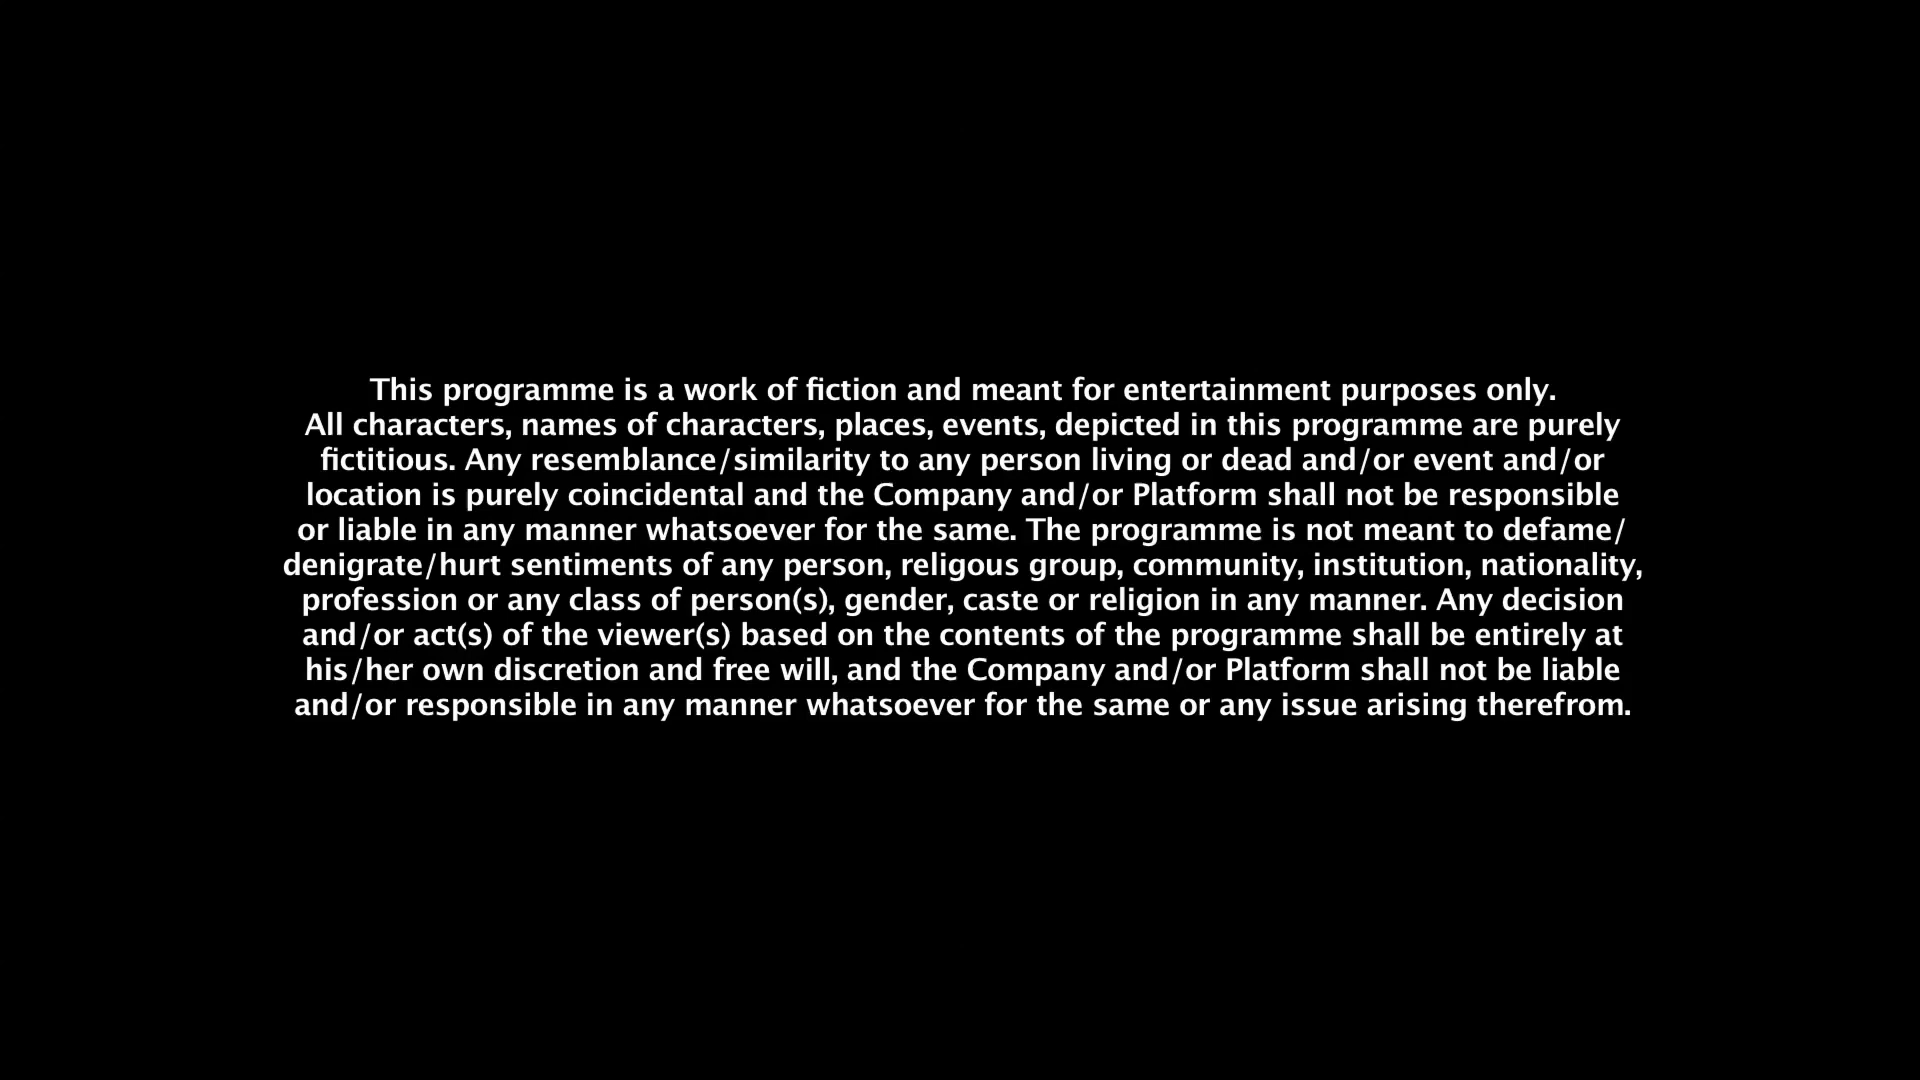 This programme is a work of fiction and meant for entertainment purposes only.
All characters, names of characters, places, events, depicted in this programme are purely
fictitious. Any resemblance/similarity to any person living or dead and/or event and/or
location is purely coincidental and the Company and/or Platform shall not be responsible
or liable in any manner whatsoever for the same. The programme is not meant to defame/
denigrate/hurt sentiments of any person, religous group, community, institution, nationality,
profession or any class of person(s), gender, caste or religion in any manner. Any decision
and/or act(s) of the viewer(s) based on the contents of the programme shall be entirely at
his/her own discretion and free will, and the Company and/or Platform shall not be liable
and/or responsible in any manner whatsoever for the same or any issue arising therefrom.